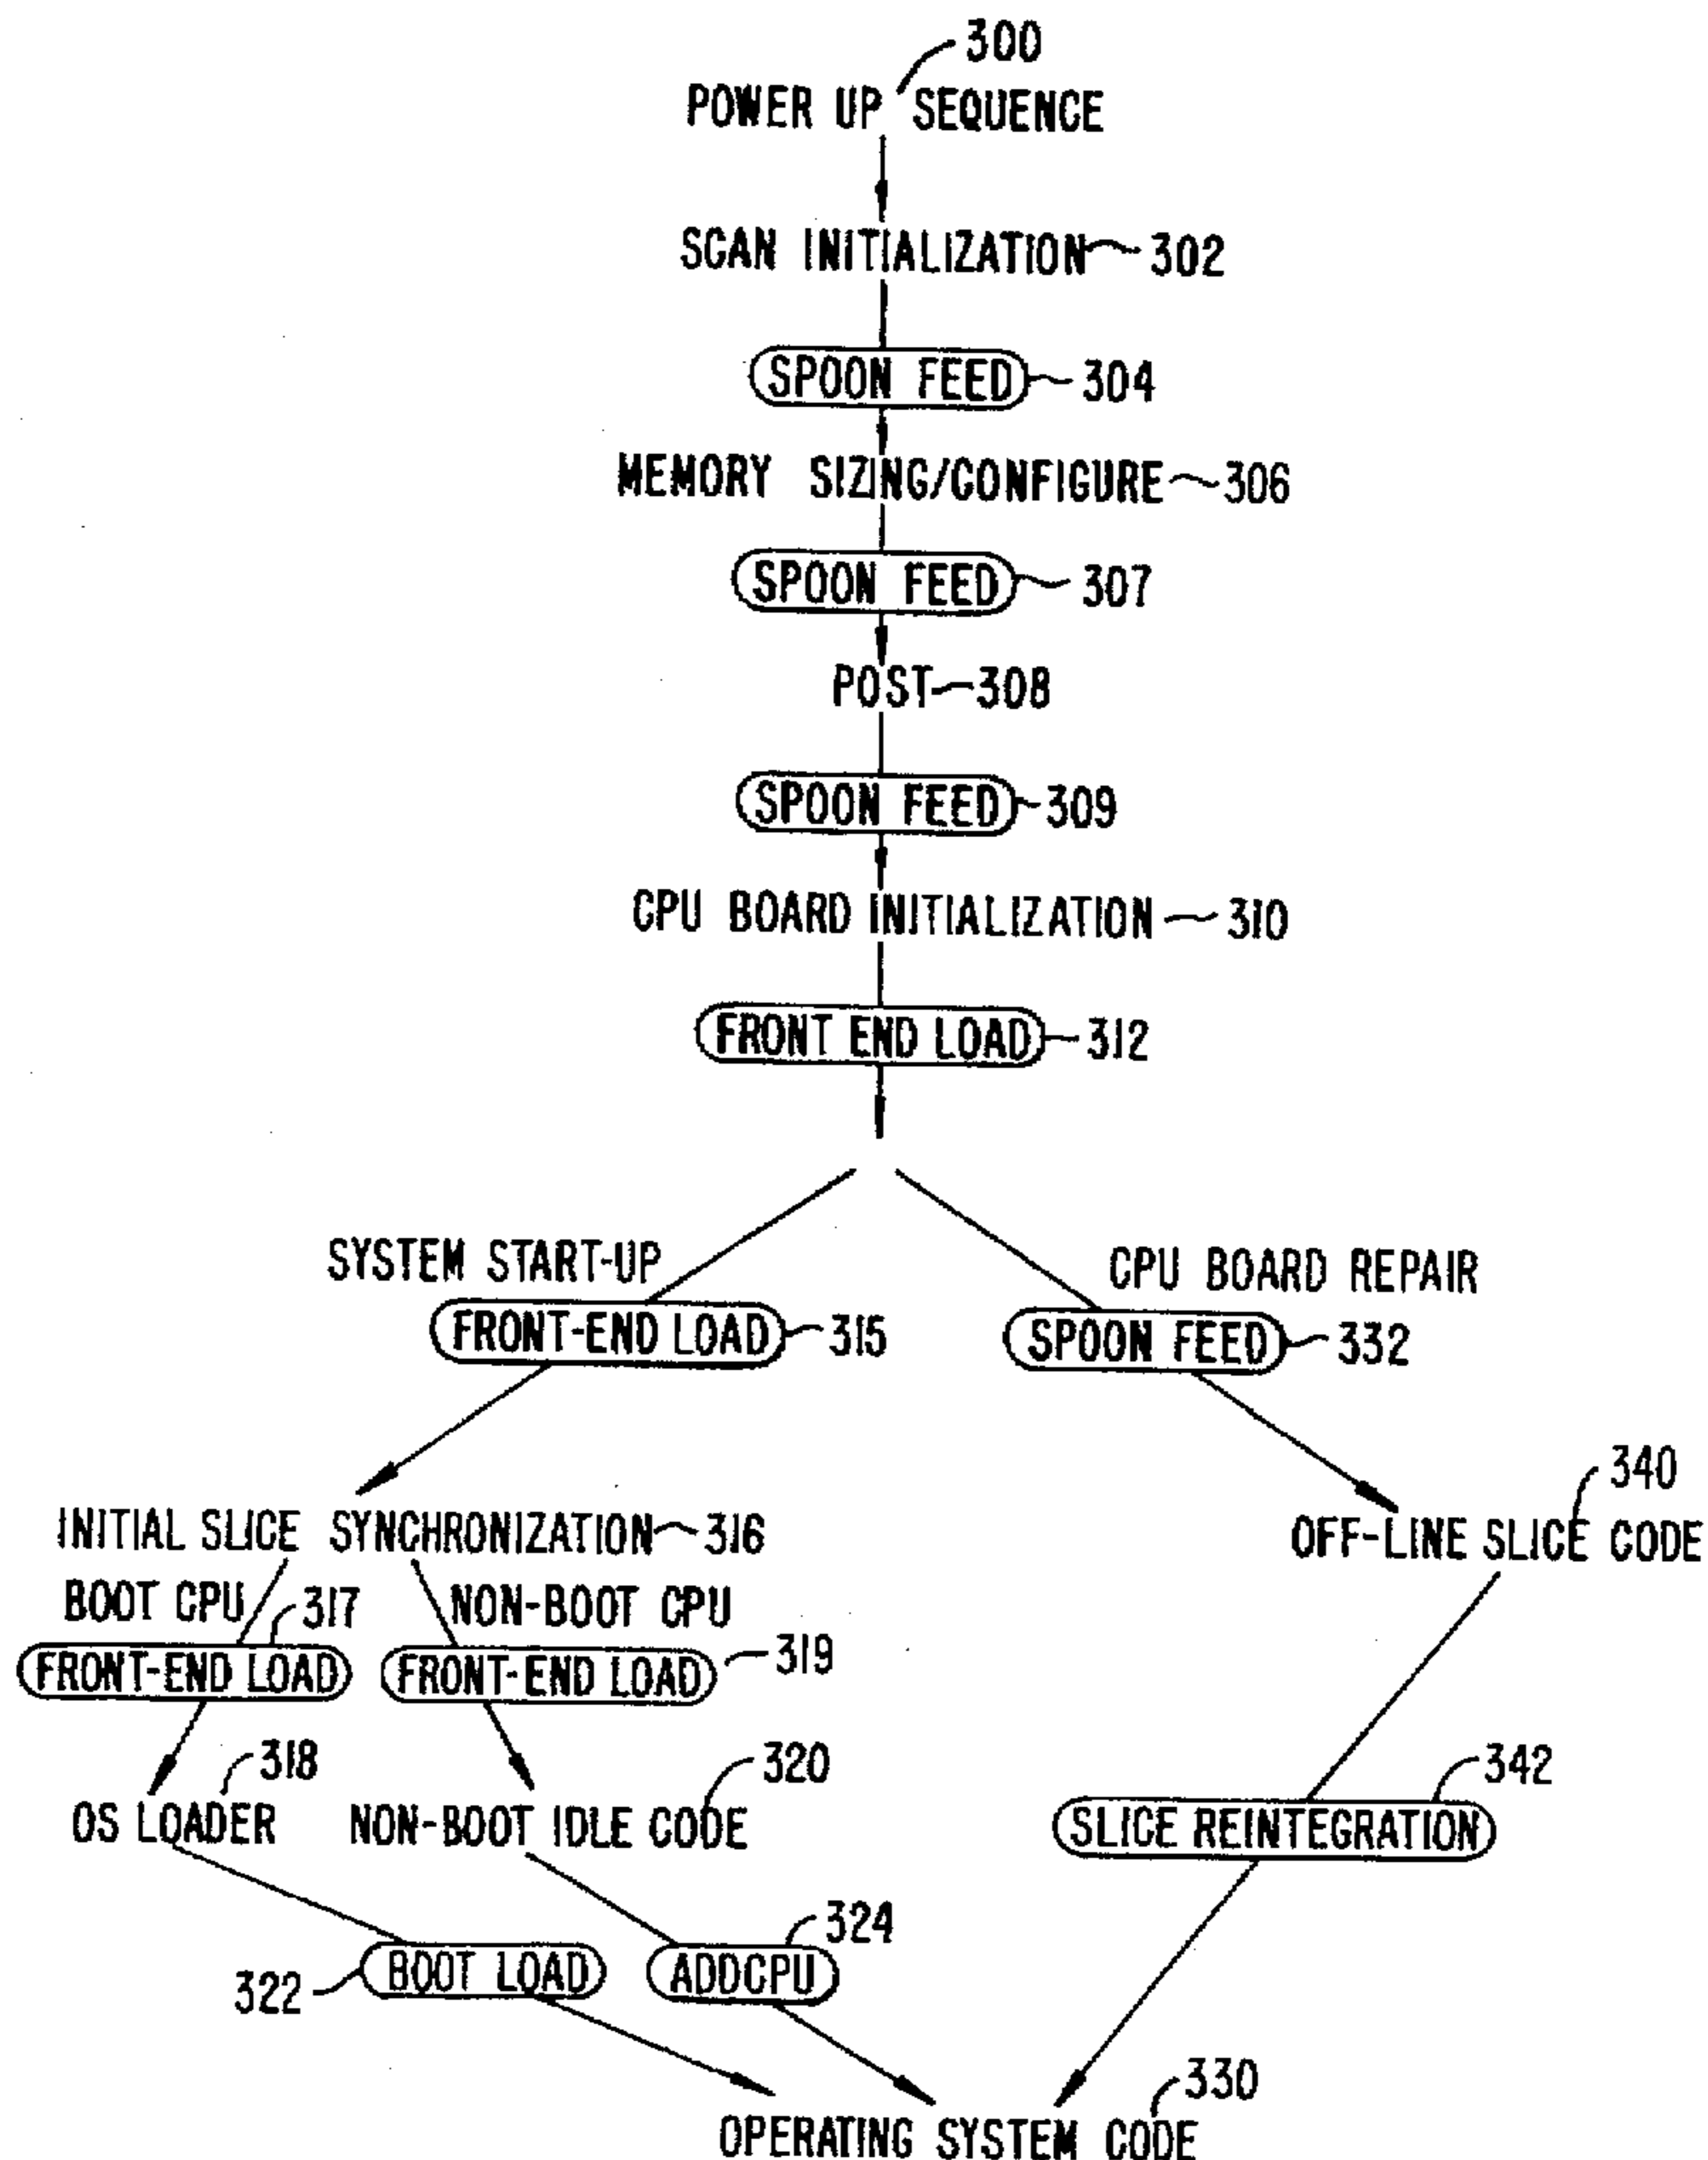 300
POWER UP SEQUENCE
SCAN INITIALIZATION 302
SPOON FEED 304
MEMORY SIZING/CONFIGURE 306
SPOON FEED 307
POST 308
SPOON FEED 309
CPU BOARD INITIALIZATION 310
FRONT END LOAD 312
SYSTEM START-UP
CPU BOARD REPAIR
FRONT-END LOAD 315
SPOON FEED 332
340
INITIAL SLICE SYNCHRONIZATION 316
OFF-LINE SLICE CODE
BOOT CPU 317
NON-BOOT CPU
FRONT-END LOAD
FRONT-END LOAD 319
318
320
342
OS LOADER
NON-BOOT IDLE CODE
SLICE REINTEGRATION
324
322 BOOT LOAD
ADDCPU
330
OPERATING SYSTEM CODE